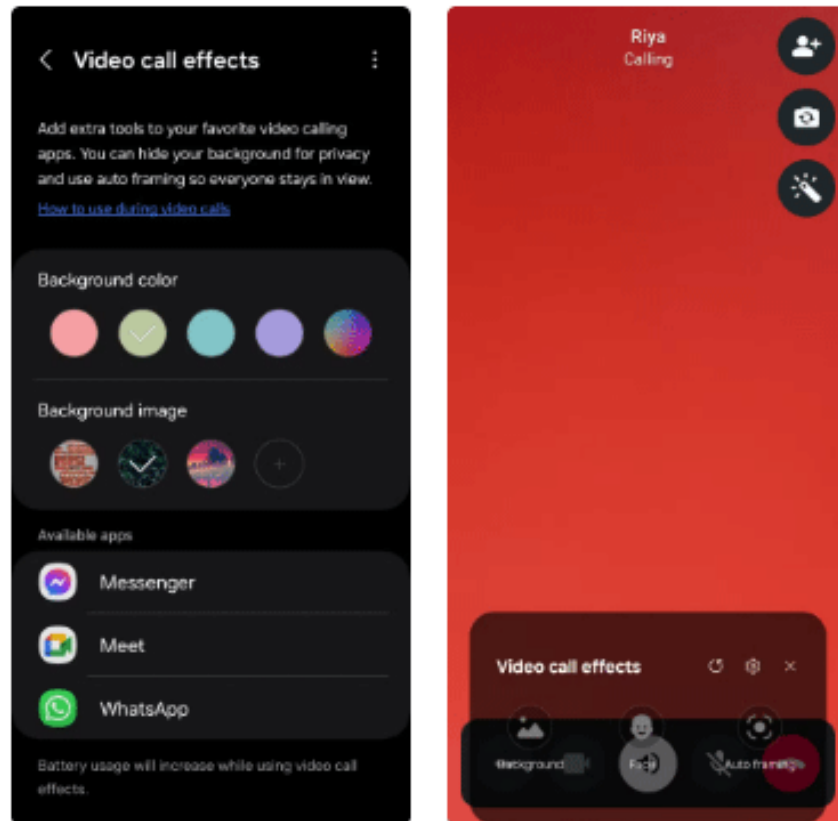 Video call effects
Add extra tools to your favorite video calling
apps. You can hide your background for privacy
and use auto framing so everyone stays in view.
How to use during video calls
Background color
Background image
Available apps
Messenger
Meet
WhatsApp
Battery usage will increase while using video call
effects.
Riya
Calling
Video call effects
Background
Face
Auto framing